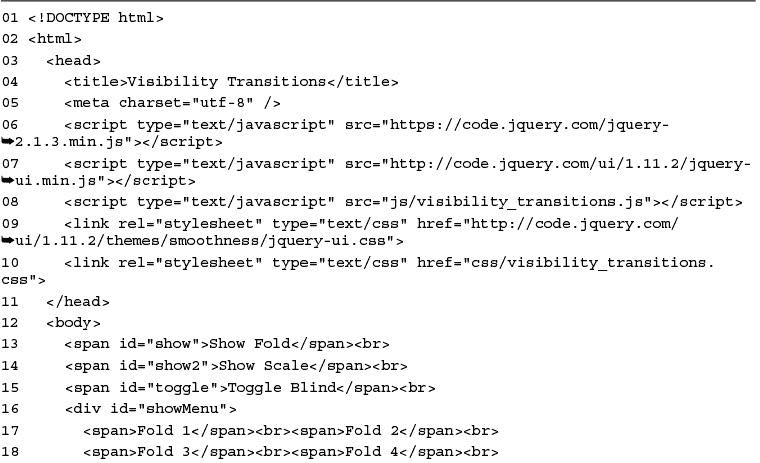 01 <!DOCTYPE html>
02 <html>
03   <head>
04     <title>Visibility Transitions</title>
05     <meta charset="utf-8" />
06     <script type="text/javascript" src="https://code.jquery.com/jquery-
➥2.1.3.min.js"></script>
07     <script type="text/javascript" src="http://code.jquery.com/ui/1.11.2/jquery-
➥ui.min.js"></script>
08     <script type="text/javascript" src="js/visibility_transitions.js"></script>
09     <link rel="stylesheet" type="text/css" href="http://code.jquery.com/
➥ui/1.11.2/themes/smoothness/jquery-ui.css">
10     <link rel="stylesheet" type="text/css" href="css/visibility_transitions.
css">
11   </head>
12   <body>
13     <span id="show">Show Fold</span><br>
14     <span id="show2">Show Scale</span><br>
15     <span id="toggle">Toggle Blind</span><br>
16     <div id="showMenu">
17       <span>Fold 1</span><br><span>Fold 2</span><br>
18       <span>Fold 3</span><br><span>Fold 4</span><br>